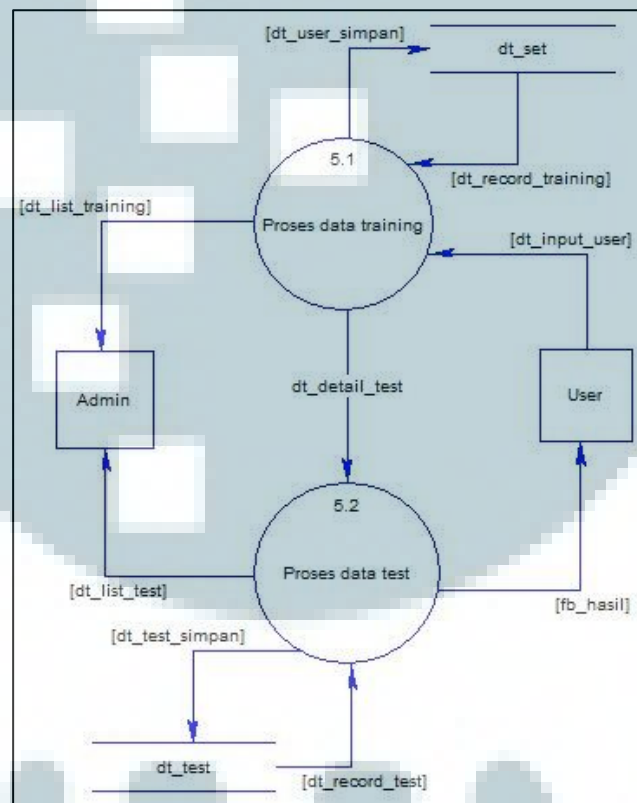 [dt_user_simpan]
dt_set
5.1
[dt_record_training]
[dt_list_training]
Proses data training
[dt_input_user]
dt_detail_test
Admin
User
5.2
Proses data test
[dt_list_test]
[fb_hasil]
[dt_test_simpan]
dt_test
[dt_record_test]